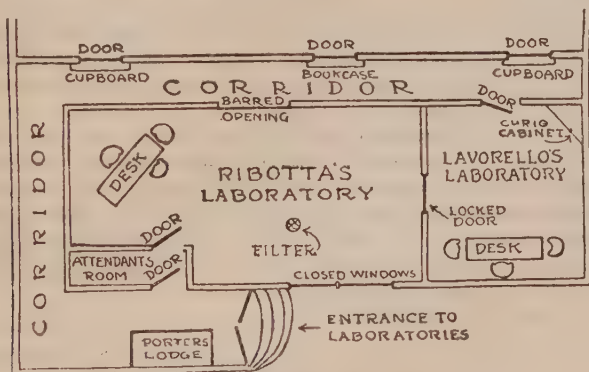 DOOR
DOOR
DOOR
CUPBOARD
BOOKCASE
CUPBOARD
CORRIDOR
BARRED
OPENING
DOOR
CURIO
CABINET
CORRIDOR
DESK
RIBOTTA'S
LABORATORY
LAVORELLO'S
LABORATORY
LOCKED
DOOR
DOOR
FILTER
DESK
ATTENDANTS
ROOM
DOOR
CLOSED WINDOWS
PORTERS
LODGE
ENTRANCE TO
LABORATORIES